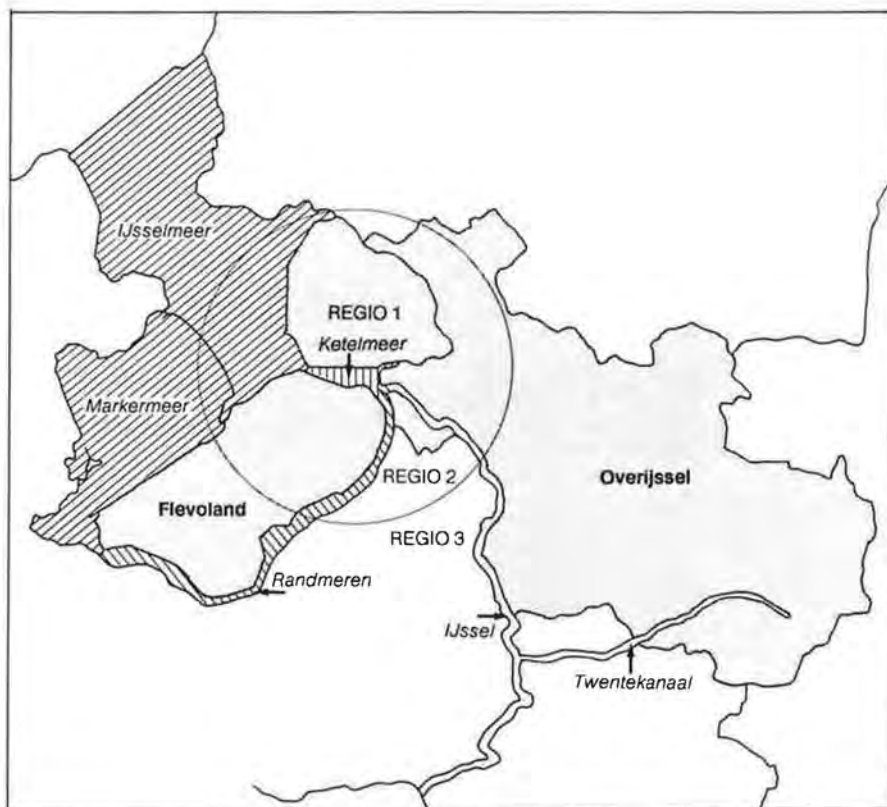 IJsselmeer
REGIO 1
Ketelmeer
Markermeer
REGIO 2
Overijssel
Flevoland
REGIO 3
Randmeren
IJssel
Twentekanaal